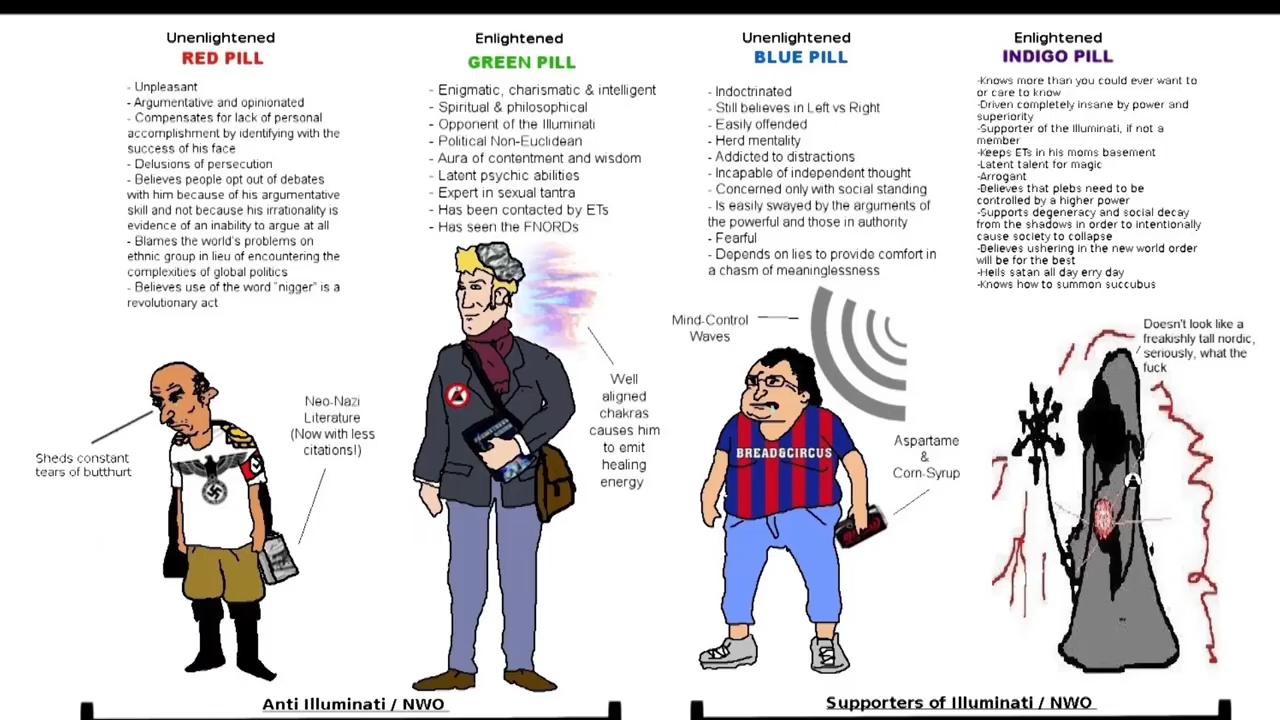 Unenlightened
RED PILL
- Unpleasant
- Argumentative and opinionated
- Compensates for lack of personal
accomplishment by identifying with the
success of his face
- Delusions of persecution
- Believes people opt out of debates
with him because of his argumentative
skill and not because his irrationality is
evidence of an inability to argue at all
- Blames the world's problems on
ethnic group in lieu of encountering the
complexities of global politics
- Believes use of the word "nigger" is a
revolutionary act
Sheds constant
tears of butthurt
Neo-Nazi
Literature
(Now with less
citations!)
Enlightened
GREEN PILL
- Enigmatic, charismatic & intelligent
- Spiritual & philosophical
- Opponent of the Illuminati
- Political Non-Euclidean
- Aura of contentment and wisdom
- Latent psychic abilities
- Expert in sexual tantra
- Has been contacted by ETs
- Has seen the FNORDs
Well
aligned
chakras
causes him
to emit
healing
energy
Unenlightened
BLUE PILL
- Indoctrinated
- Still believes in Left vs Right
- Easily offended
- Herd mentality
- Addicted to distractions
- Incapable of independent thought
- Concerned only with social standing
- Is easily swayed by the arguments of
the powerful and those in authority
- Fearful
- Depends on lies to provide comfort in
a chasm of meaninglessness
Mind-Control
Waves
BREAD&CIRCUS
Aspartame
&
Corn-Syrup
Enlightened
INDIGO PILL
-Knows more than you could ever want to
or care to know
-Driven completely insane by power and
superiority
-Supporter of the Illuminati, if not a
member
-Keeps ETs in his moms basement
-Latent talent for magic
-Arrogant
-Believes that plebs need to be
controlled by a higher power
-Supports degeneracy and social decay
from the shadows in order to intentionally
cause society to collapse
-Believes ushering in the new world order
will be for the best
-Heils satan all day erry day
-Knows how to summon succubus
Doesn't look like a
freakishly tall nordic,
seriously, what the
fuck
Anti Illuminati / NWO
Supporters of Illuminati / NWO